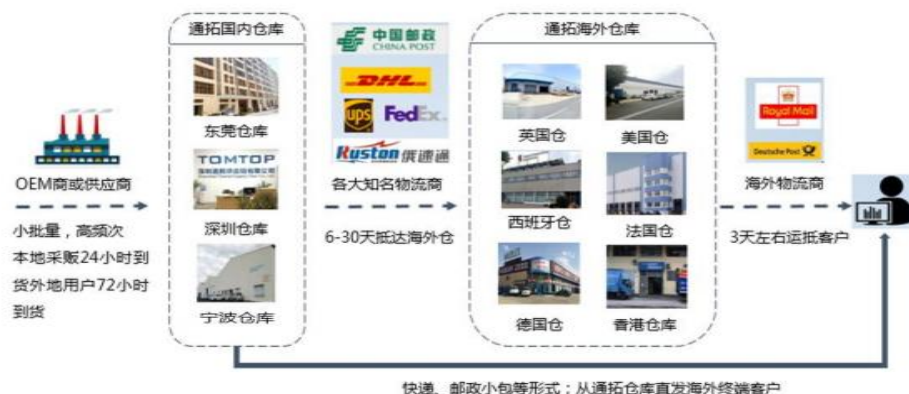 通拓国内仓库
东莞仓库
TOMTOP
深圳仓库
宁波仓库
OEM商或供应商
小批量，高频次
本地采贩24小时到
货外地用户72小时
到货
中国邮政
CHINA POST
DHL
ups
FedEx
Ruston 俄速通
各大知名物流商
6-30天抵达海外仓
通拓海外仓库
英国仓
美国仓
西班牙仓
法国仓
德国仓
香港仓库
Royal Mail
Deutsche Post
海外物流商
3天左右运抵客户
快递、邮政小包等形式；从通拓仓库直发海外终端客户